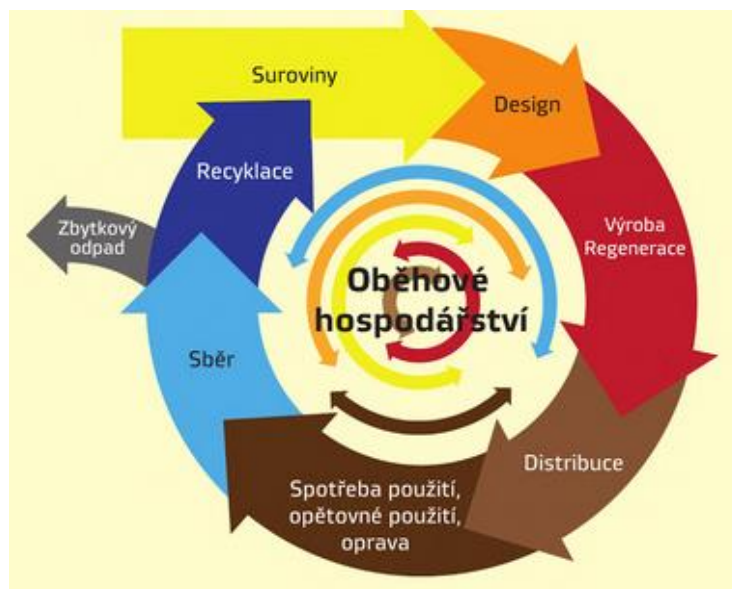 Suroviny
Design
Výroba
Regenerace
Distribuce
Spotřeba použití,
opětovné použití,
oprava
Sběr
Recyklace
Zbytkový
odpad
Oběhové
hospodářství